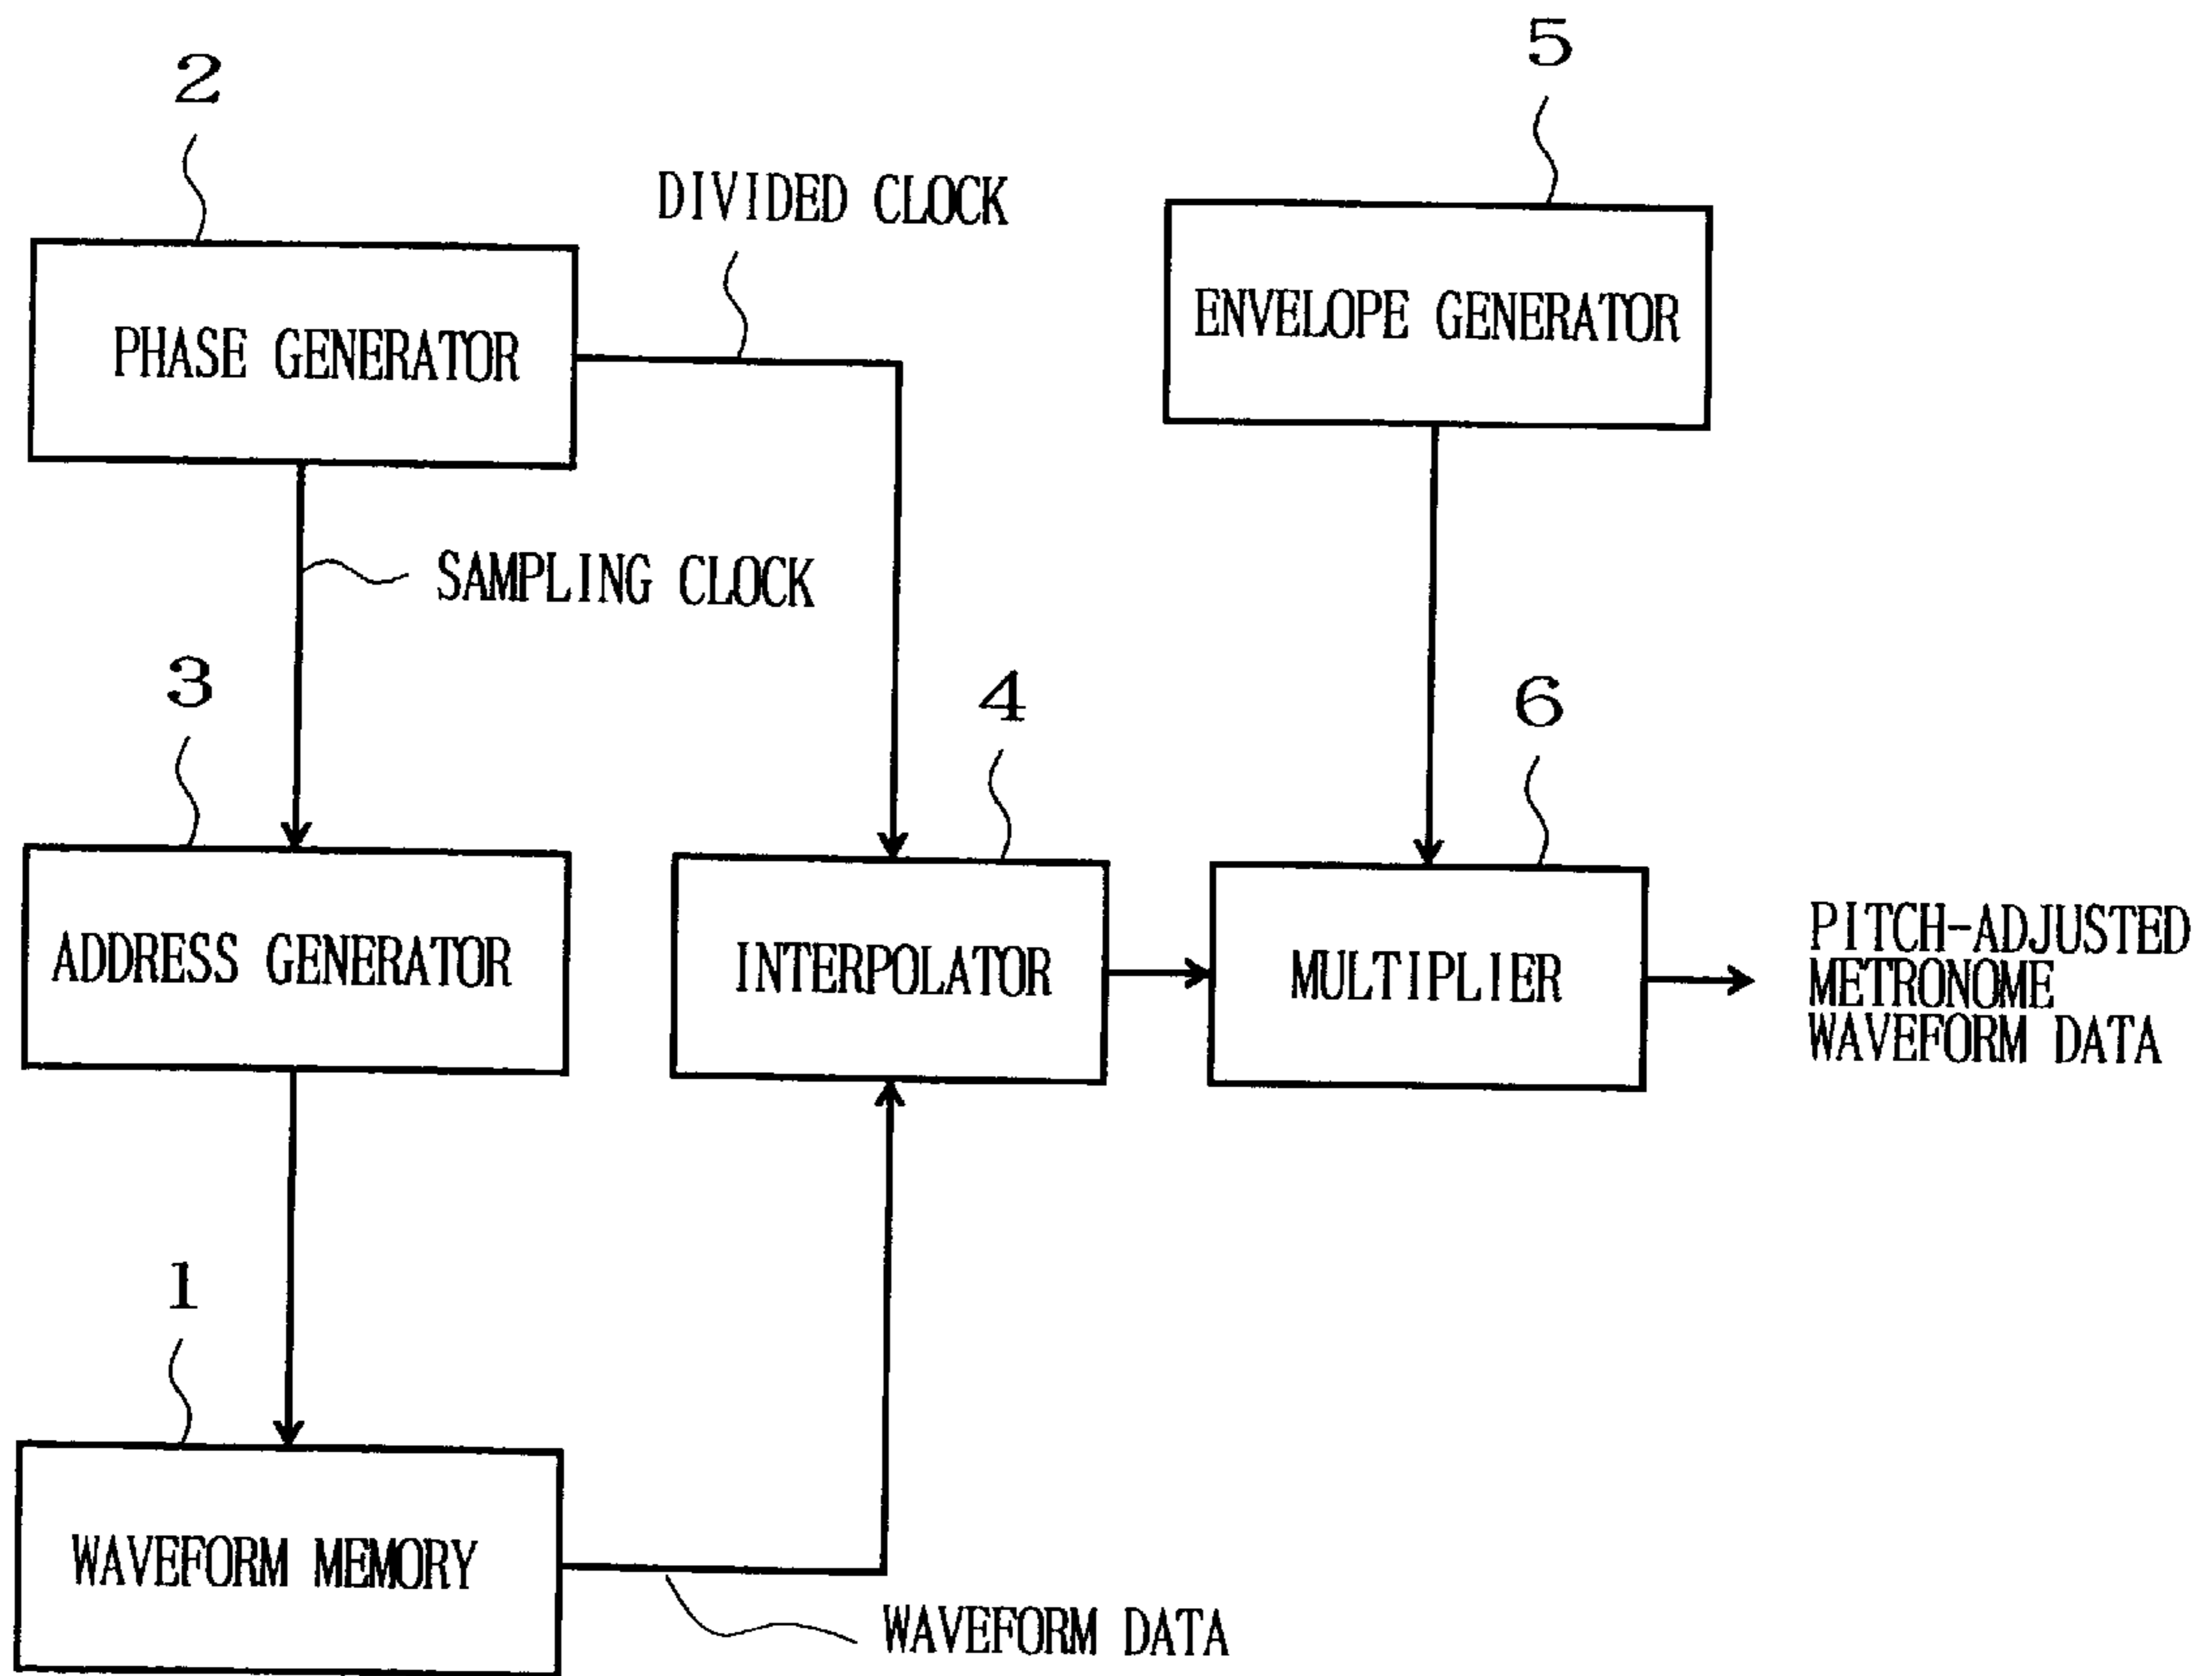 5
2
DIVIDED CLOCK
ENVELOPE GENERATOR
PHASE GENERATOR
SAMPLING CLOCK
3
4
6
ADDRESS GENERATOR
INTERPOLATOR
MULTIPLIER
PITCH-ADJUSTED
METRONOME
WAVEFORM DATA
1
WAVEFORM MEMORY
WAVEFORM DATA